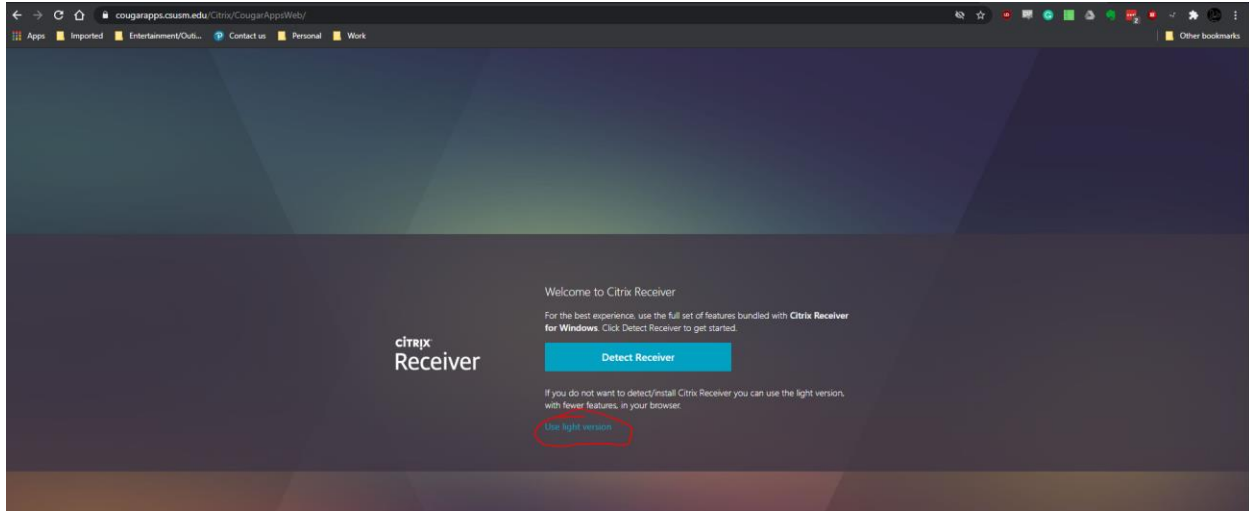 cougarapps.csusm.edu/Citrix/CougarAppsWeb/
Apps Imported Entertainment/Outi... Contact us Personal Work Other bookmarks
Welcome to Citrix Receiver
For the best experience, use the full set of features bundled with Citrix Receiver
for Windows. Click Detect Receiver to get started.
CİTRIX
Receiver
Detect Receiver
If you do not want to detect/install Citrix Receiver you can use the light version,
with fewer features, in your browser.
Use light version